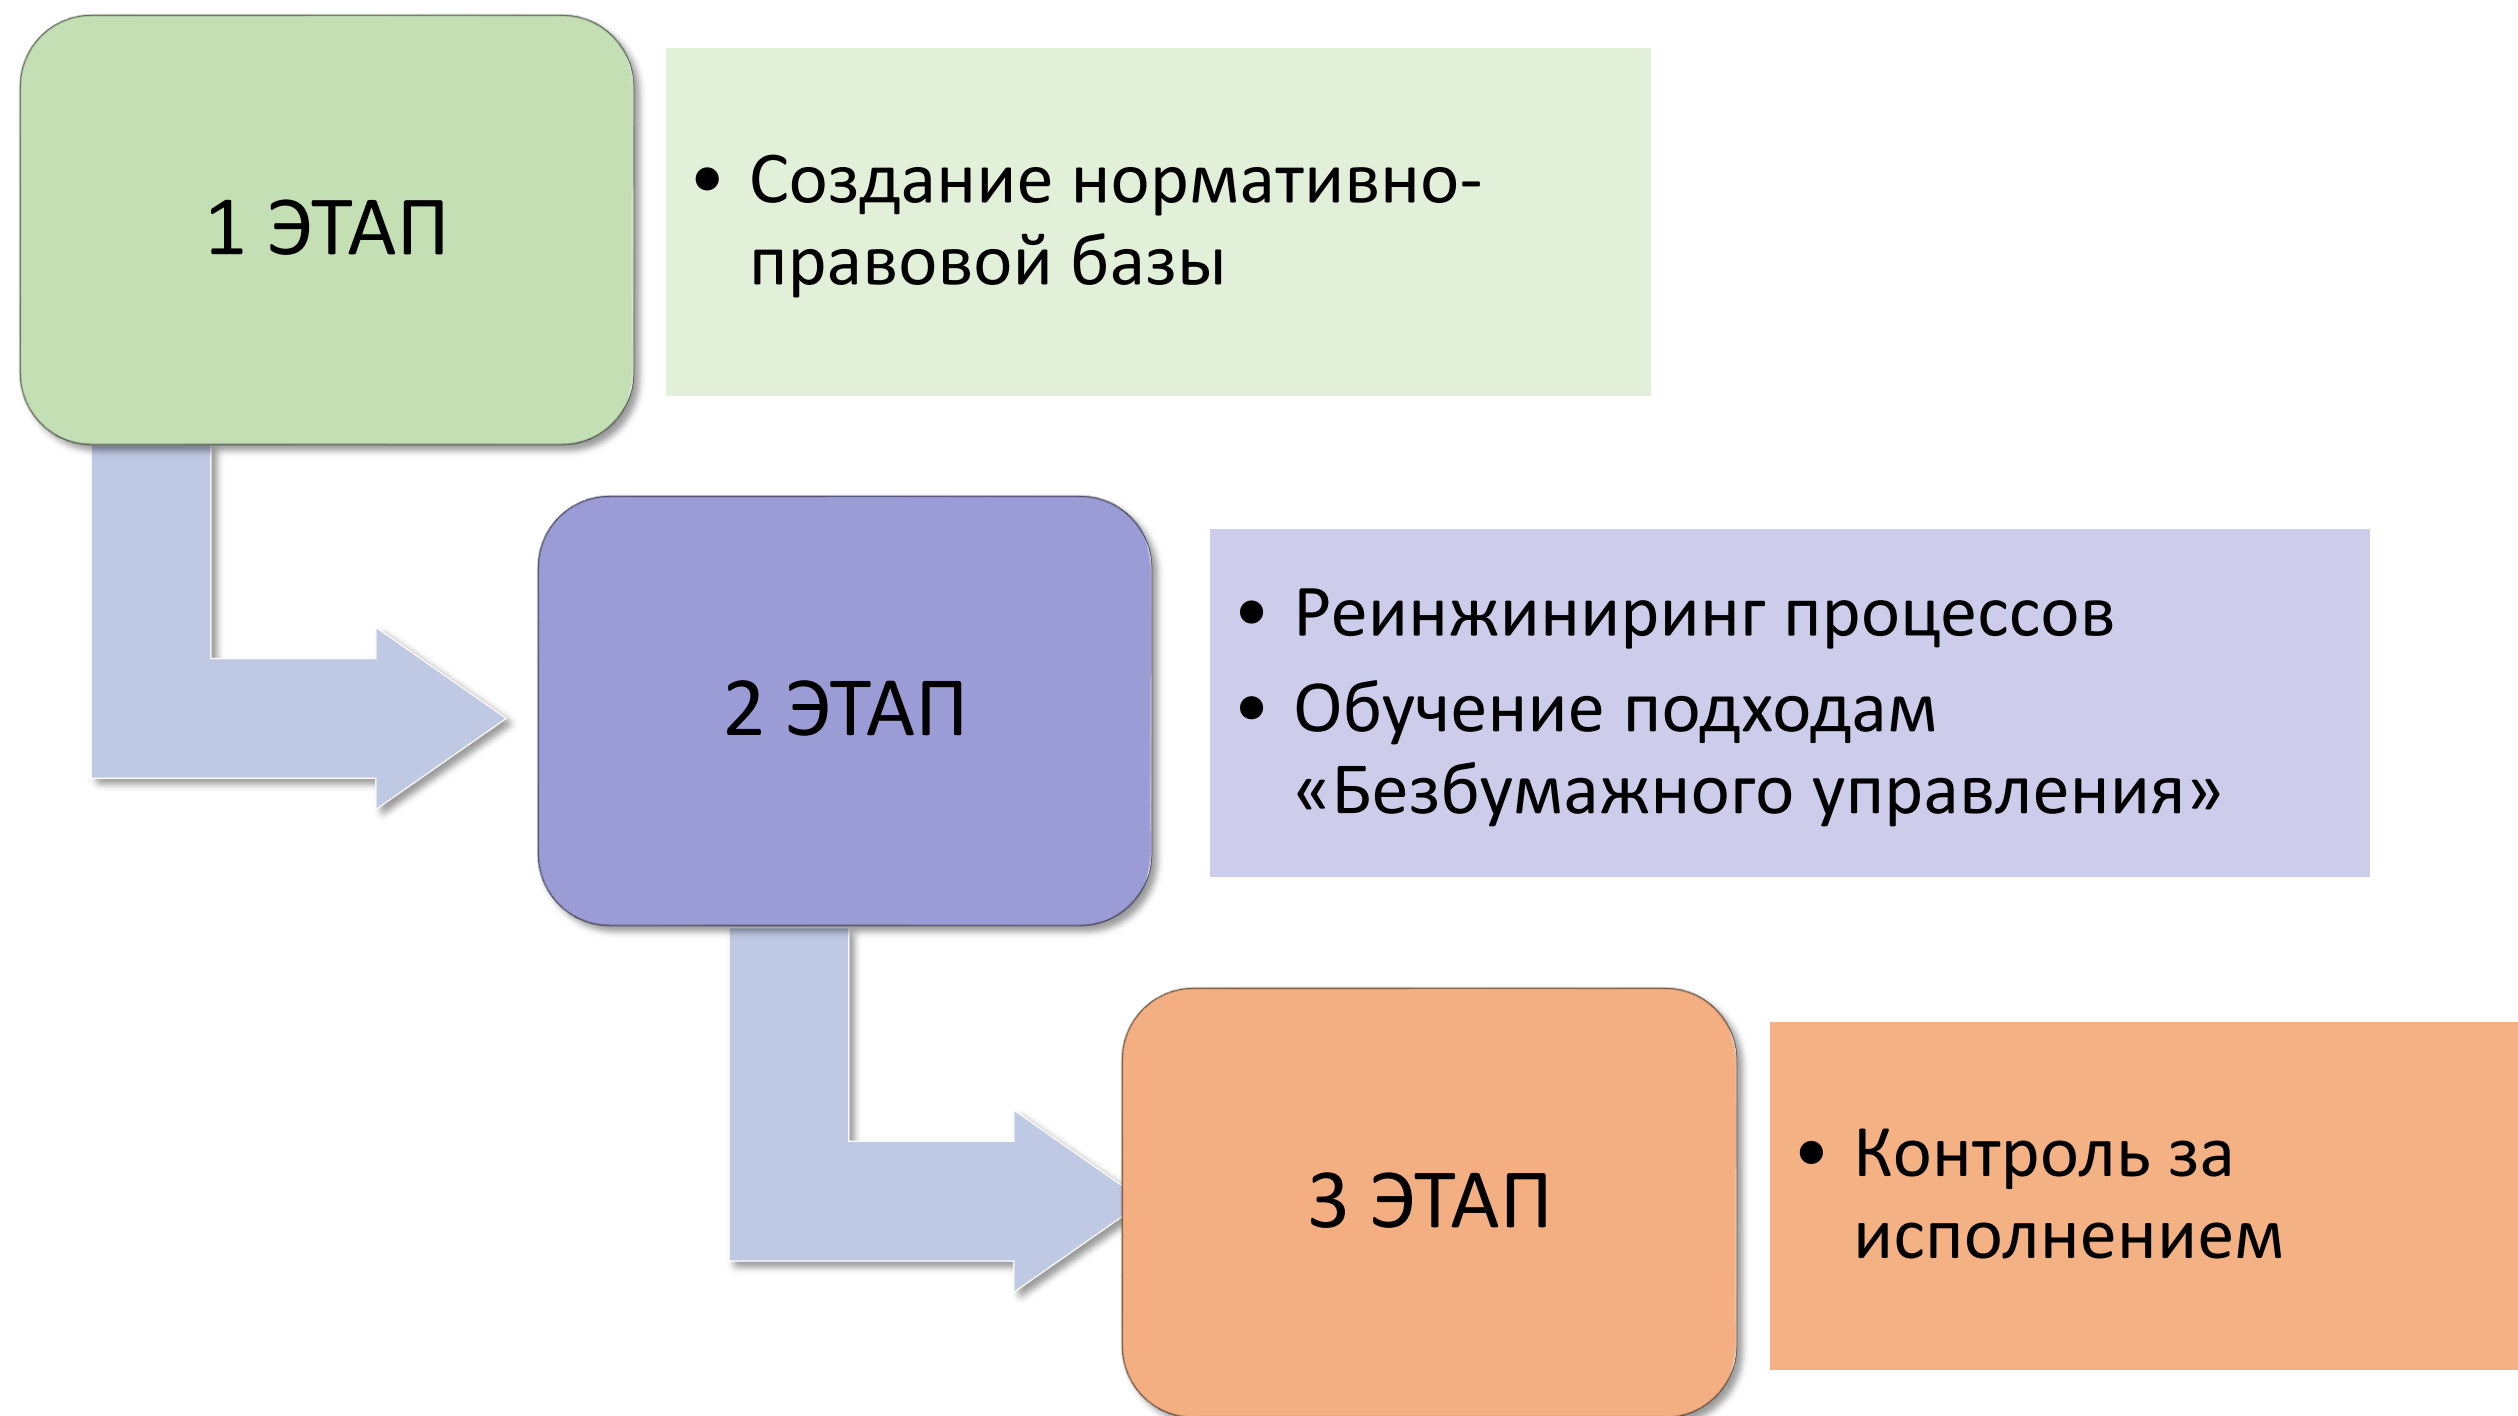 1 ЭТАП
• Создание нормативно-
правовой базы
2 ЭТАП
• Реинжиниринг процессов
• Обучение подходам
«Безбумажного управления»
3 ЭТАП
• Контроль за
исполнением